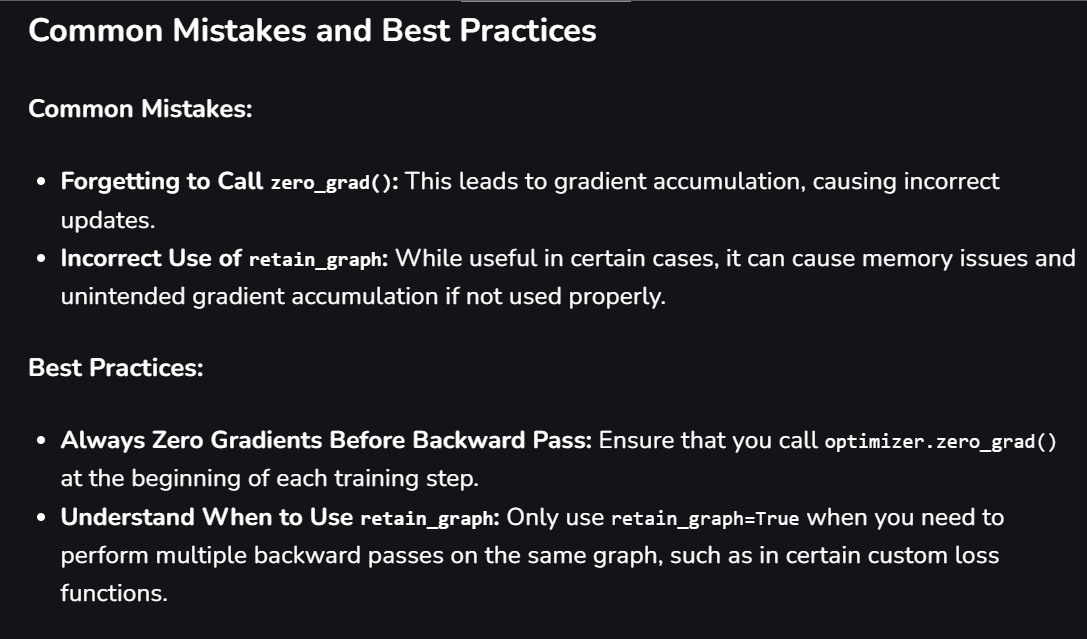 Common Mistakes and Best Practices
Common Mistakes:
• Forgetting to Call zero_grad(): This leads to gradient accumulation, causing incorrect
updates.
• Incorrect Use of retain_graph: While useful in certain cases, it can cause memory issues and
unintended gradient accumulation if not used properly.
Best Practices:
• Always Zero Gradients Before Backward Pass: Ensure that you call optimizer.zero_grad()
at the beginning of each training step.
• Understand When to Use retain_graph: Only use retain_graph=True when you need to
perform multiple backward passes on the same graph, such as in certain custom loss
functions.